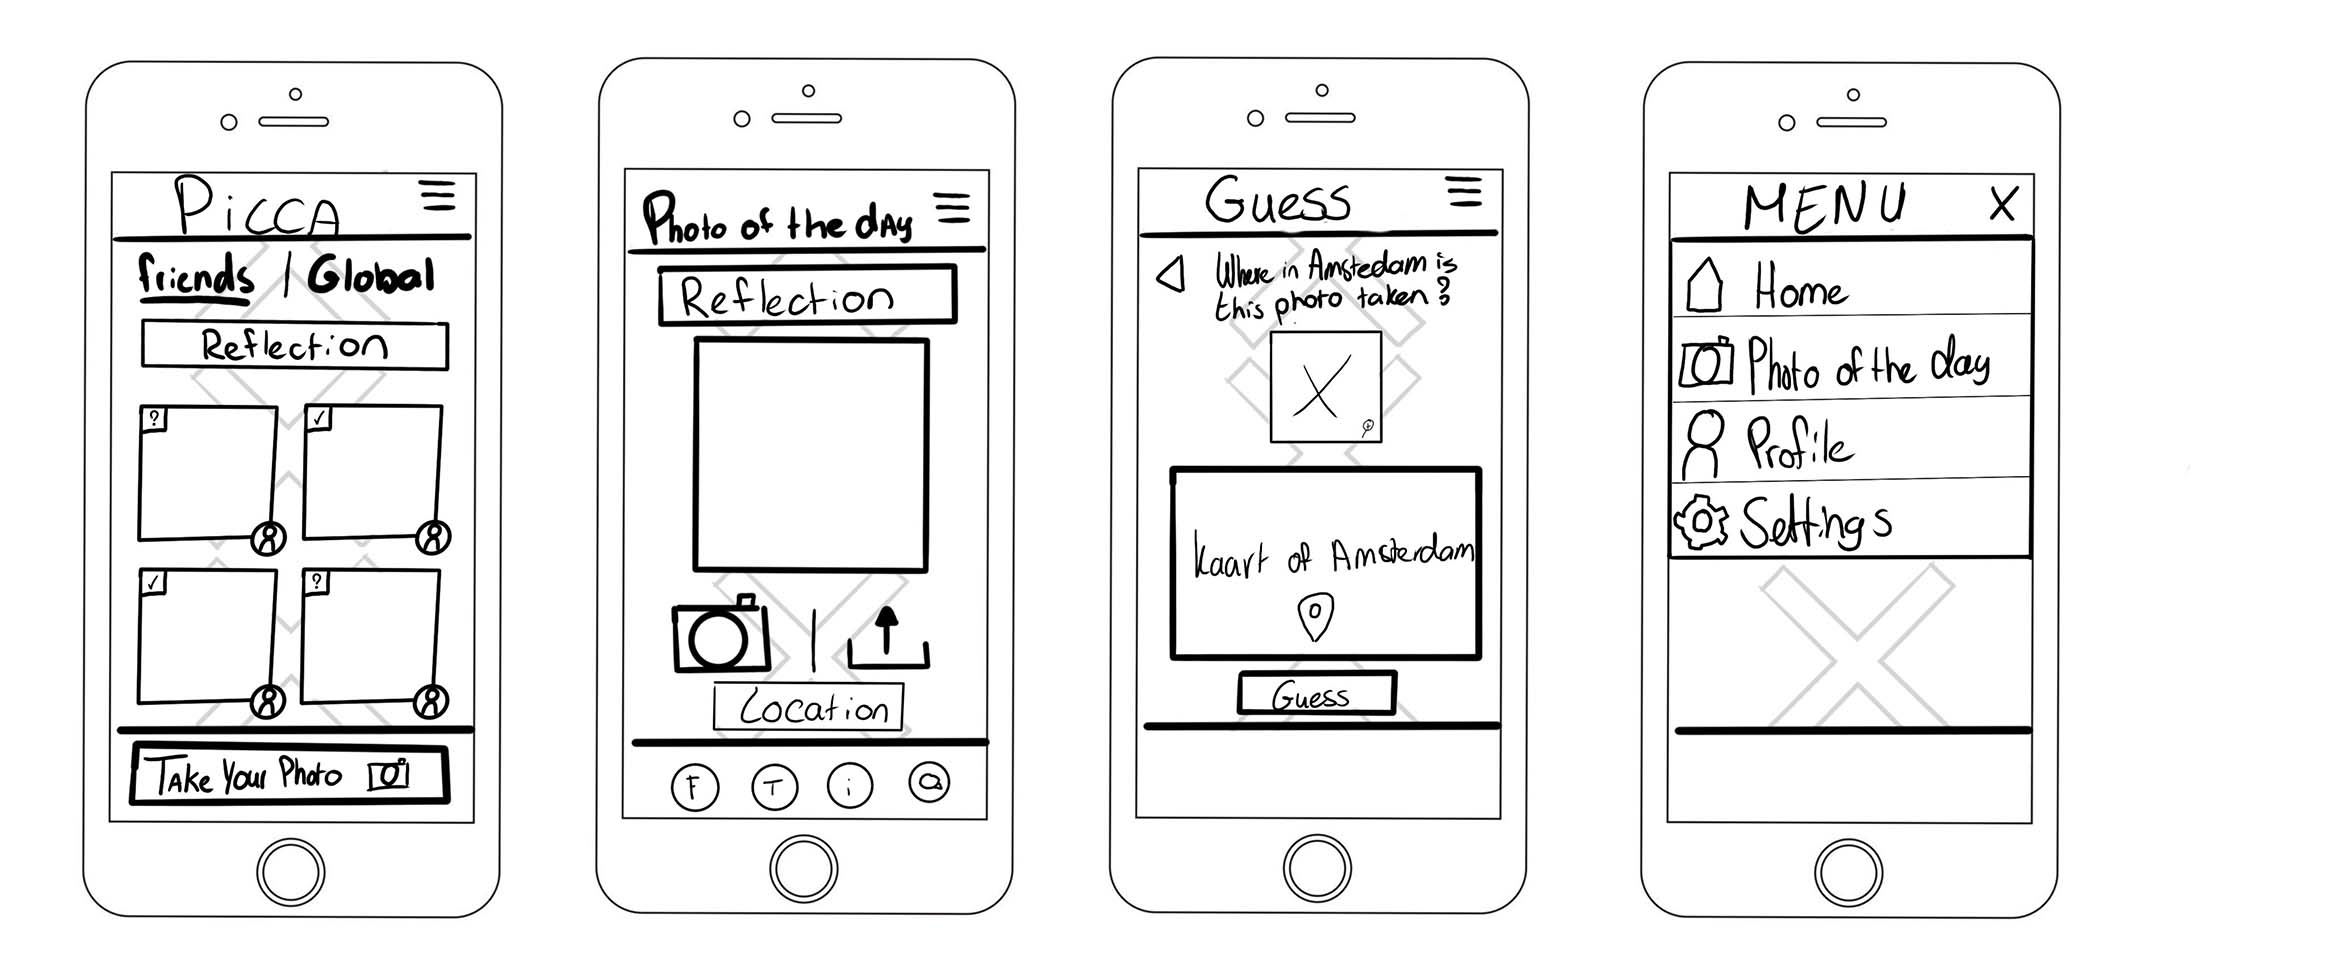 PiCCA
friends | Global
Reflection
?
✓
✓
?
TAke Your Photo
Photo of the dAy
Reflection
Location
F T i
Guess
Where in Amstedam is
this photo taken?
kaart of Amsterdam
Guess
MENU X
Home
Photo of the day
Profile
Settings